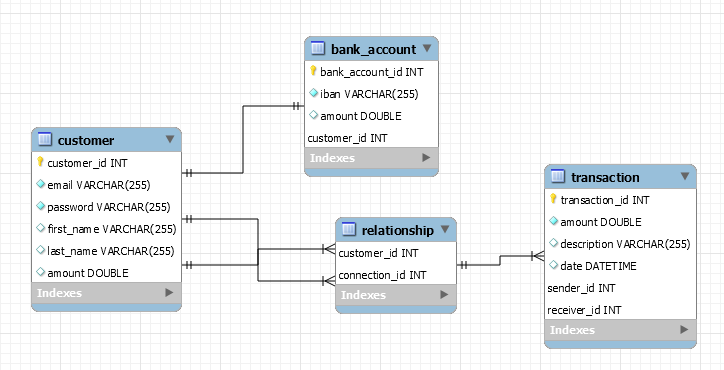 bank_account
bank_account_id INT
iban VARCHAR(255)
amount DOUBLE
customer_id INT
Indexes
customer
customer_id INT
email VARCHAR(255)
password VARCHAR(255)
first_name VARCHAR(255)
last_name VARCHAR(255)
amount DOUBLE
Indexes
relationship
customer_id INT
connection_id INT
Indexes
transaction
transaction_id INT
amount DOUBLE
description VARCHAR(255)
date DATETIME
sender_id INT
receiver_id INT
Indexes